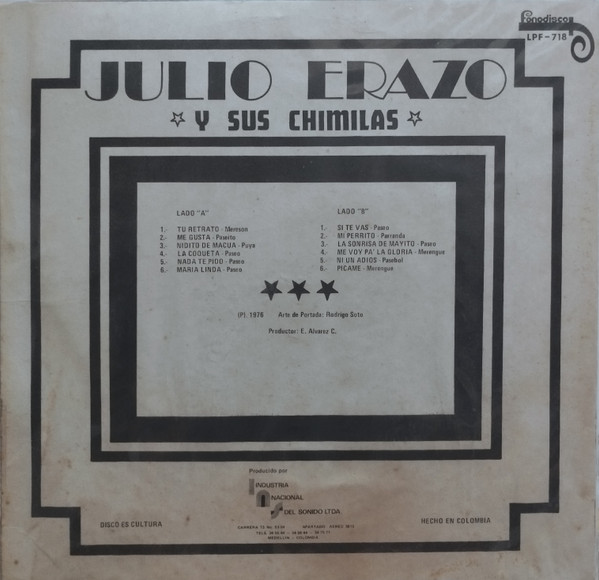 Fonodiscos
LPF-718
JULIO ERAZO
Y SUS CHIMILAS
LADO "A"
1.- TU RETRATO - Merecon
2.- ME GUSTA - Paseito
3.- NIDITO DE MACUA - Puya
4.- LA COQUETA - Paseo
5.- NADA TE PIDO - Paseo
6.- MARIA LINDA - Paseo
LADO "B"
1.- SI TE VAS - Paseo
2.- MI PERRITO - Parranda
3.- LA SONRISA DE MAYITO - Paseo
4.- ME VOY PA' LA GLORIA - Merengue
5.- NI UN ADIOS - Pasebol
6.- PICAME - Merengue
(P). 1976 Arte de Portada: Rodrigo Soto
Productor: E. Alvarez C.
Producido por
INDUSTRIA
NACIONAL
DEL SONIDO LTDA.
DISCO ES CULTURA
HECHO EN COLOMBIA
MEDELLIN - COLOMBIA